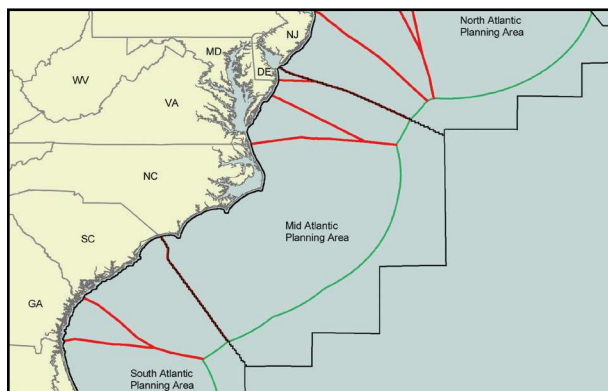 North Atlantic
Planning Area
NJ
MD
DE
WV
VA
NC
Mid Atlantic
Planning Area
SC
GA
South Atlantic
Planning Area